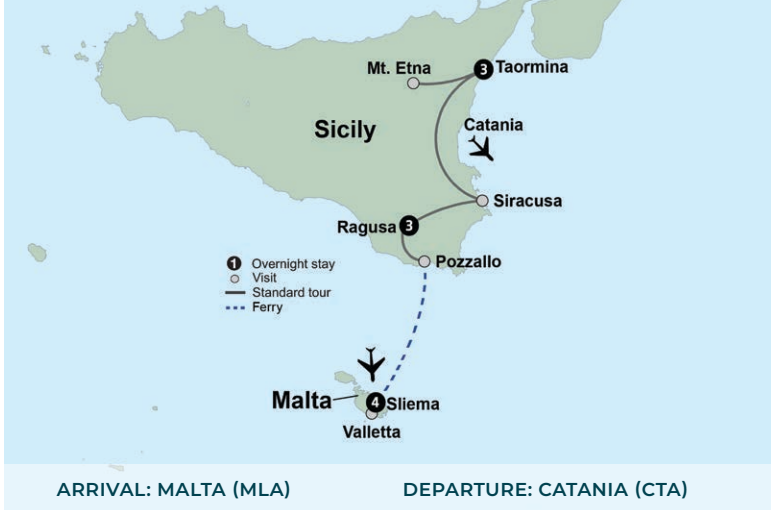 Mt. Etna
3 Taormina
Catania
Sicily
Siracusa
Ragusa 3
Pozzallo
1 Overnight stay
Visit
Standard tour
Ferry
Malta
4 Sliema
Valletta
ARRIVAL: MALTA (MLA)
DEPARTURE: CATANIA (CTA)